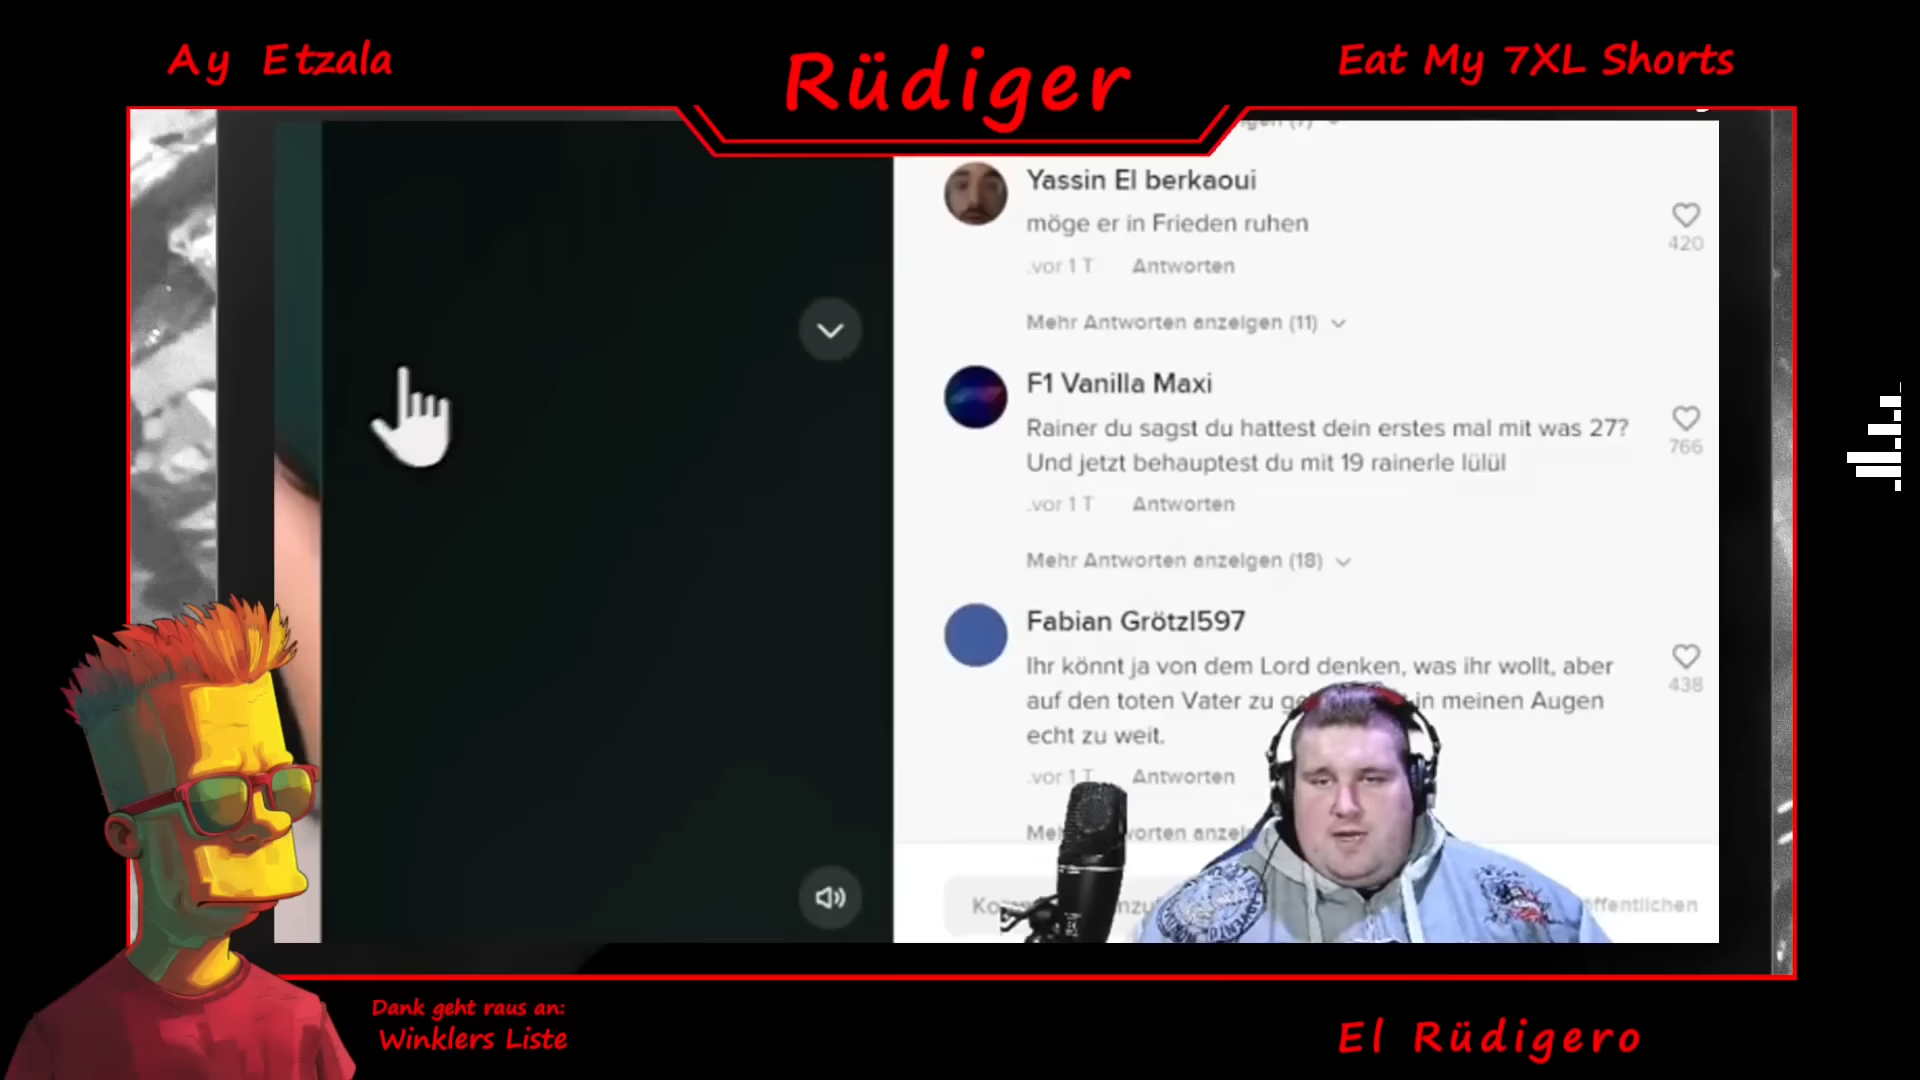 Ay Etzala
Rüdiger
Eat My 7XL Shorts
Yassin El berkaoui
möge er in Frieden ruhen
420
.vor 1 T Antworten
Mehr Antworten anzeigen (11)
F1 Vanilla Maxi
Rainer du sagst du hattest dein erstes mal mit was 27?
Und jetzt behauptest du mit 19 rainerle lülül
766
.vor 1 T Antworten
Mehr Antworten anzeigen (18)
Fabian Grötzl597
Ihr könnt ja von dem Lord denken, was ihr wollt, aber
438
auf den toten Vater zu in meinen Augen
echt zu weit.
.vor 1 T Antworten
Dank geht raus an:
Winklers Liste
El Rüdigero